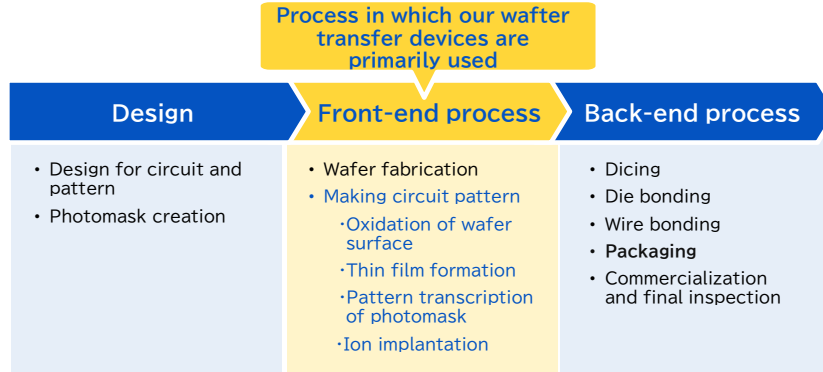 Process in which our wafter
transfer devices are
primarily used
Design
Front-end process
Back-end process
• Design for circuit and
pattern
• Photomask creation
• Wafer fabrication
• Making circuit pattern
・Oxidation of wafer
surface
・Thin film formation
・Pattern transcription
of photomask
・Ion implantation
• Dicing
• Die bonding
• Wire bonding
• Packaging
• Commercialization
and final inspection